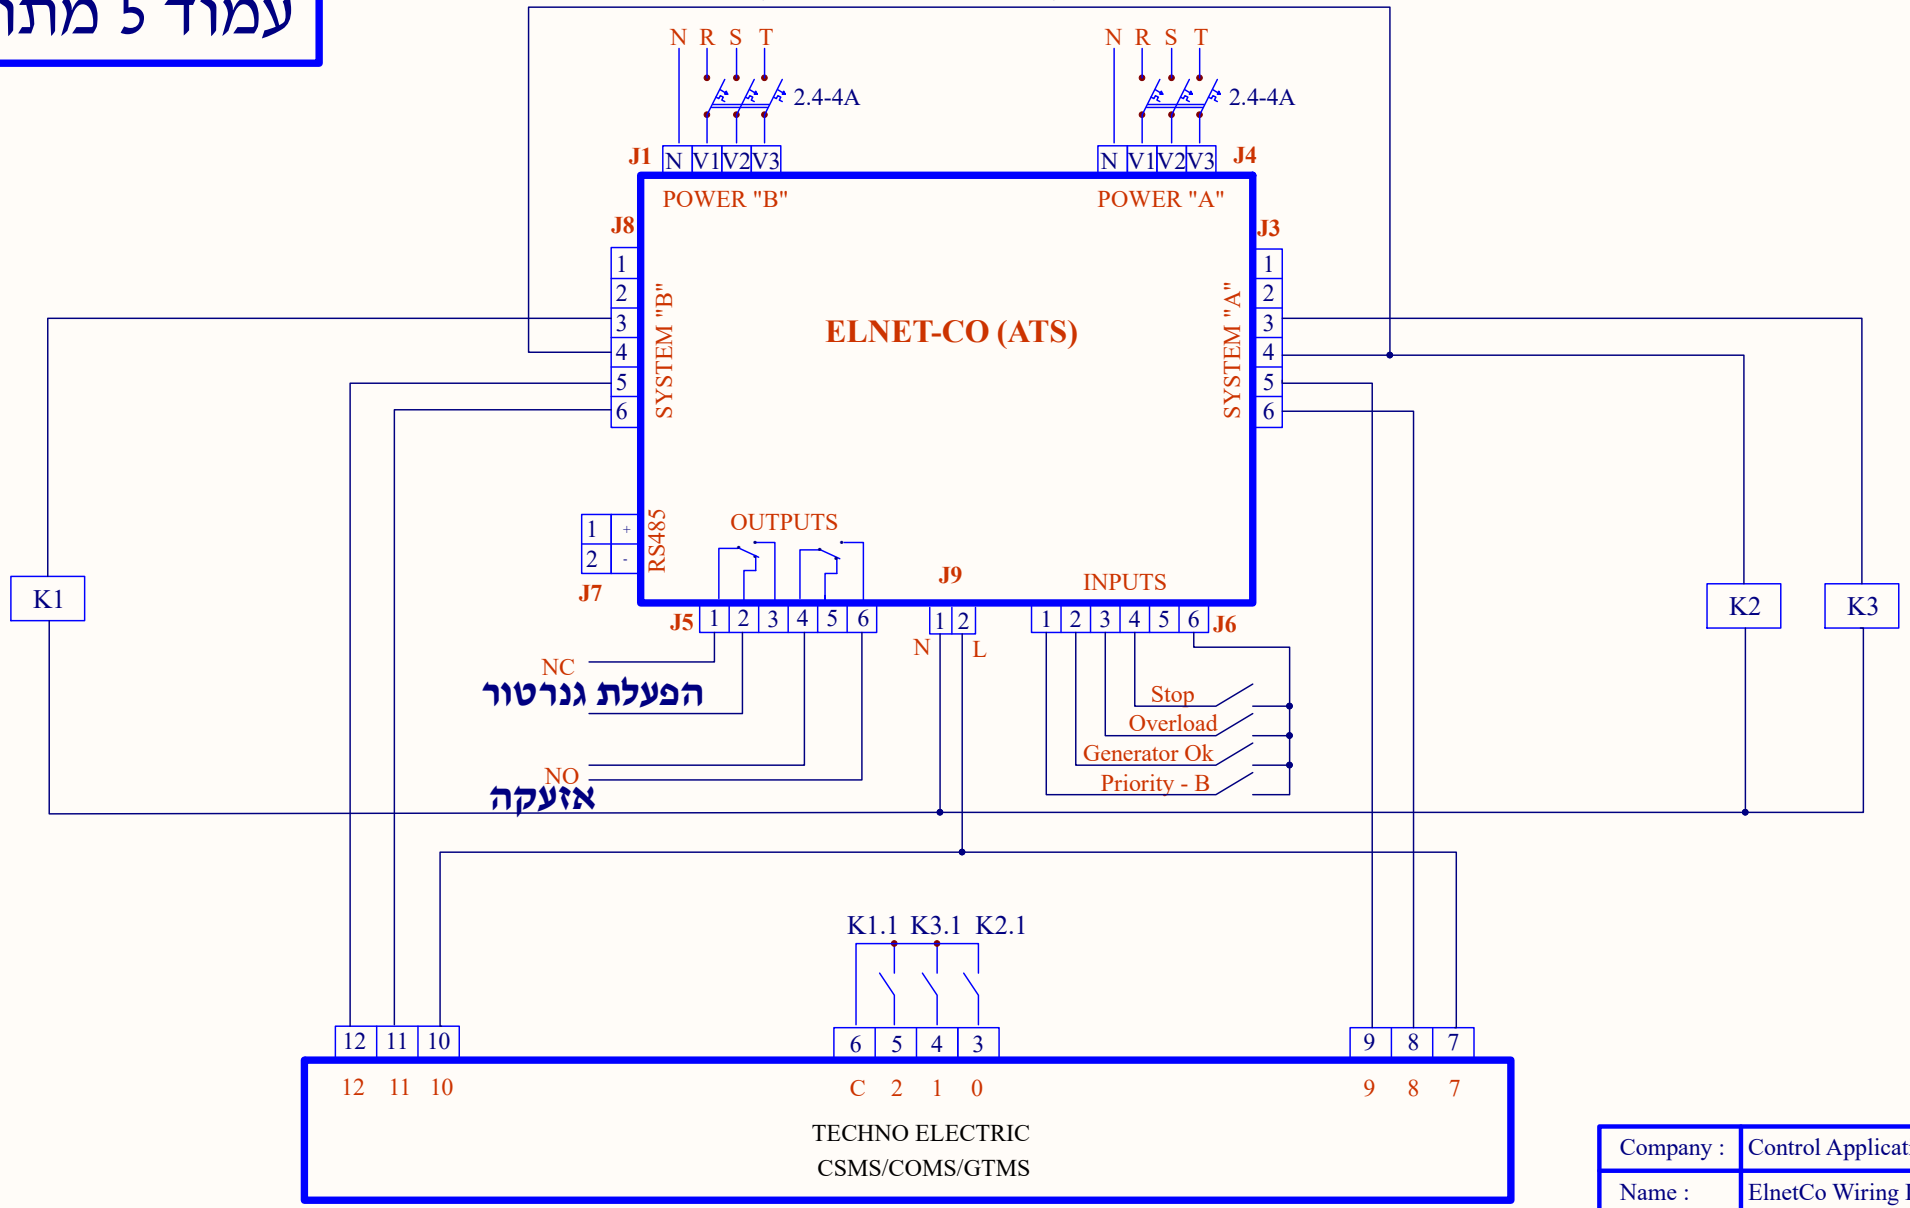 עמוד 5 מתו
N R S T
N R S T
2.4-4A
2.4-4A
J1 N V1 V2 V3
N V1 V2 V3 J4
POWER "B"
POWER "A"
J8
J3
1
2
3
4
5
6
SYSTEM "B"
ELNET-CO (ATS)
SYSTEM "A"
1
2
3
4
5
6
1 +
2 -
RS485
J7
OUTPUTS
J9
INPUTS
K1
K2
K3
J5 1 2 3 4 5 6
1 2
1 2 3 4 5 6 J6
N L
NC
הפעלת גנרטור
NO
אזעקה
Stop
Overload
Generator Ok
Priority - B
K1.1 K3.1 K2.1
12 11 10
6 5 4 3
9 8 7
12 11 10
C 2 1 0
9 8 7
TECHNO ELECTRIC
CSMS/COMS/GTMS
Company : Control Applicat
Name : ElnetCo Wiring